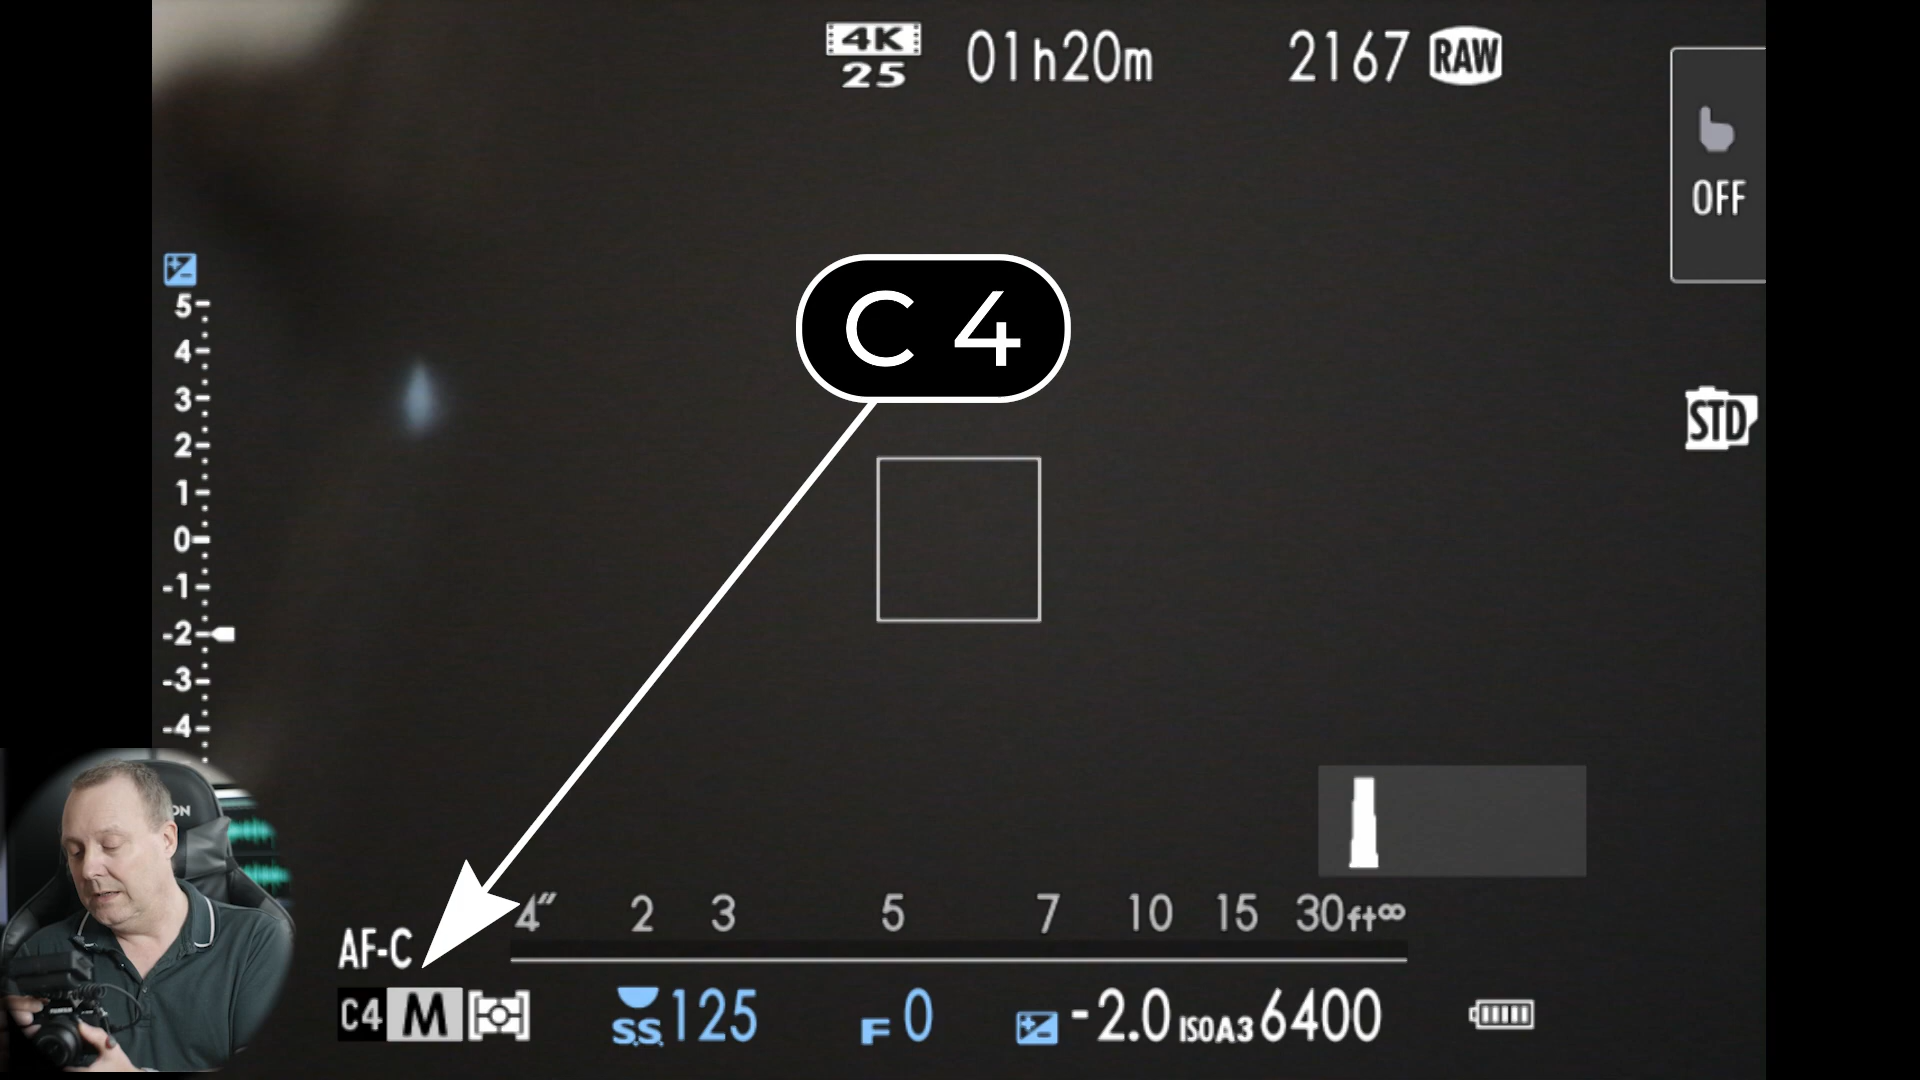 4K
25
01h20m
2167 RAW
OFF
C 4
5
4
3
2
1
0
-1
-2
-3
-4
STD
4" 2 3 5 7 10 15 30ft∞
AF-C
C4 M S.S. 125 F 0 -2.0 ISO A3 6400